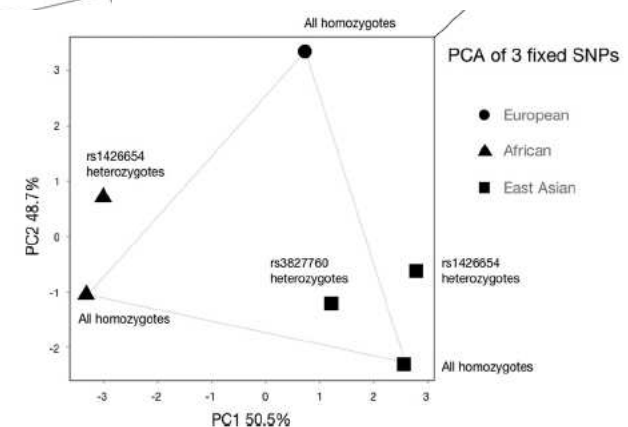 All homozygotes
PCA of 3 fixed SNPs
European
African
East Asian
rs1426654
heterozygotes
rs3827760
heterozygotes
rs1426654
heterozygotes
All homozygotes
All homozygotes
PC2 48.7%
3
2
1
0
-1
-2
-3
-2
-1
0
1
2
3
PC1 50.5%